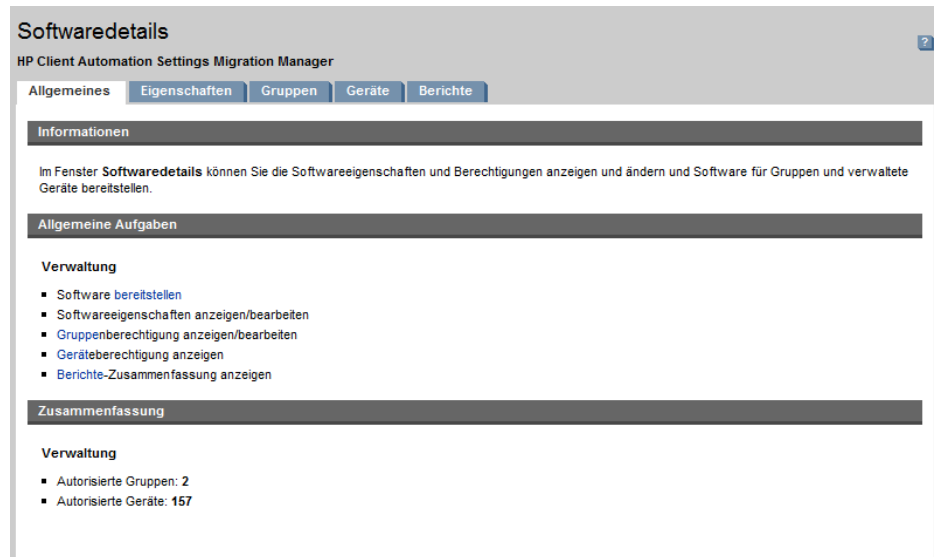 Softwaredetails
?
HP Client Automation Settings Migration Manager
Allgemeines Eigenschaften Gruppen Geräte Berichte
Informationen
Im Fenster Softwaredetails können Sie die Softwareeigenschaften und Berechtigungen anzeigen und ändern und Software für Gruppen und verwaltete
Geräte bereitstellen.
Allgemeine Aufgaben
Verwaltung
Software bereitstellen
Softwareeigenschaften anzeigen/bearbeiten
Gruppenberechtigung anzeigen/bearbeiten
Geräteberechtigung anzeigen
Berichte-Zusammenfassung anzeigen
Zusammenfassung
Verwaltung
Autorisierte Gruppen: 2
Autorisierte Geräte: 157